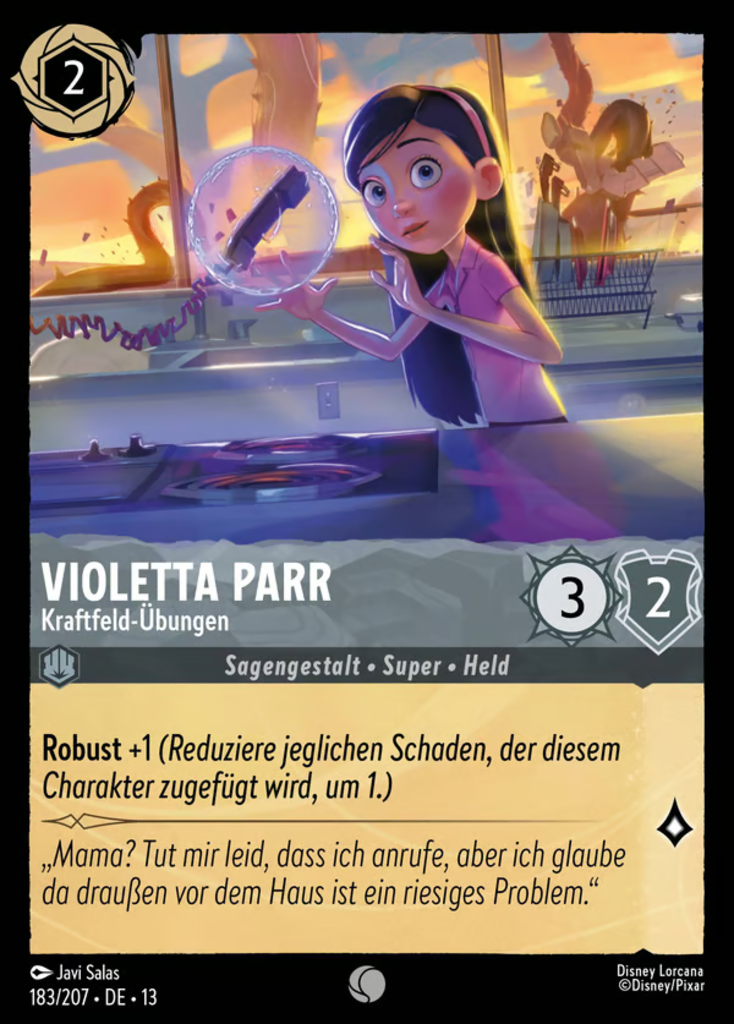 2
VIOLETTA PARR
Kraftfeld-Übungen
3
2
Sagengestalt • Super • Held
Robust +1 (Reduziere jeglichen Schaden, der diesem
Charakter zugefügt wird, um 1.)
„Mama? Tut mir leid, dass ich anrufe, aber ich glaube
da draußen vor dem Haus ist ein riesiges Problem.“
Javi Salas
183/207 • DE • 13
Disney Lorcana
©Disney/Pixar